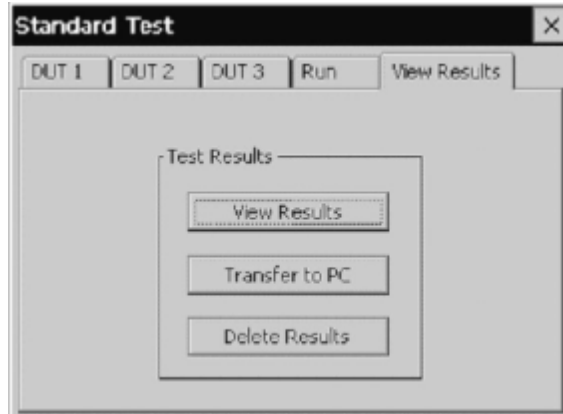 Standard Test
DUT 1 DUT 2 DUT 3 Run View Results
Test Results
View Results
Transfer to PC
Delete Results